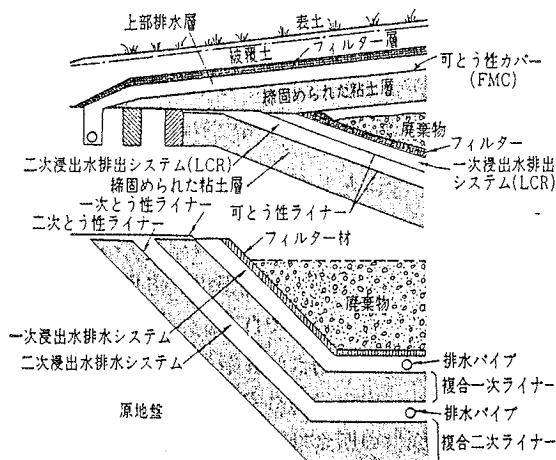 上部排水層
表土
被覆土
フィルター層
可とう性カバー
(FMC)
締固められた粘土層
廃棄物
フィルター
二次浸出水排出システム(LCR)
一次浸出水排出
システム(LCR)
締固められた粘土層
一次とう性ライナー
可とう性ライナー
二次とう性ライナー
フィルター材
廃棄物
一次浸出水排水システム
二次浸出水排水システム
排水パイプ
複合一次ライナー
原地盤
排水パイプ
複合二次ライナー